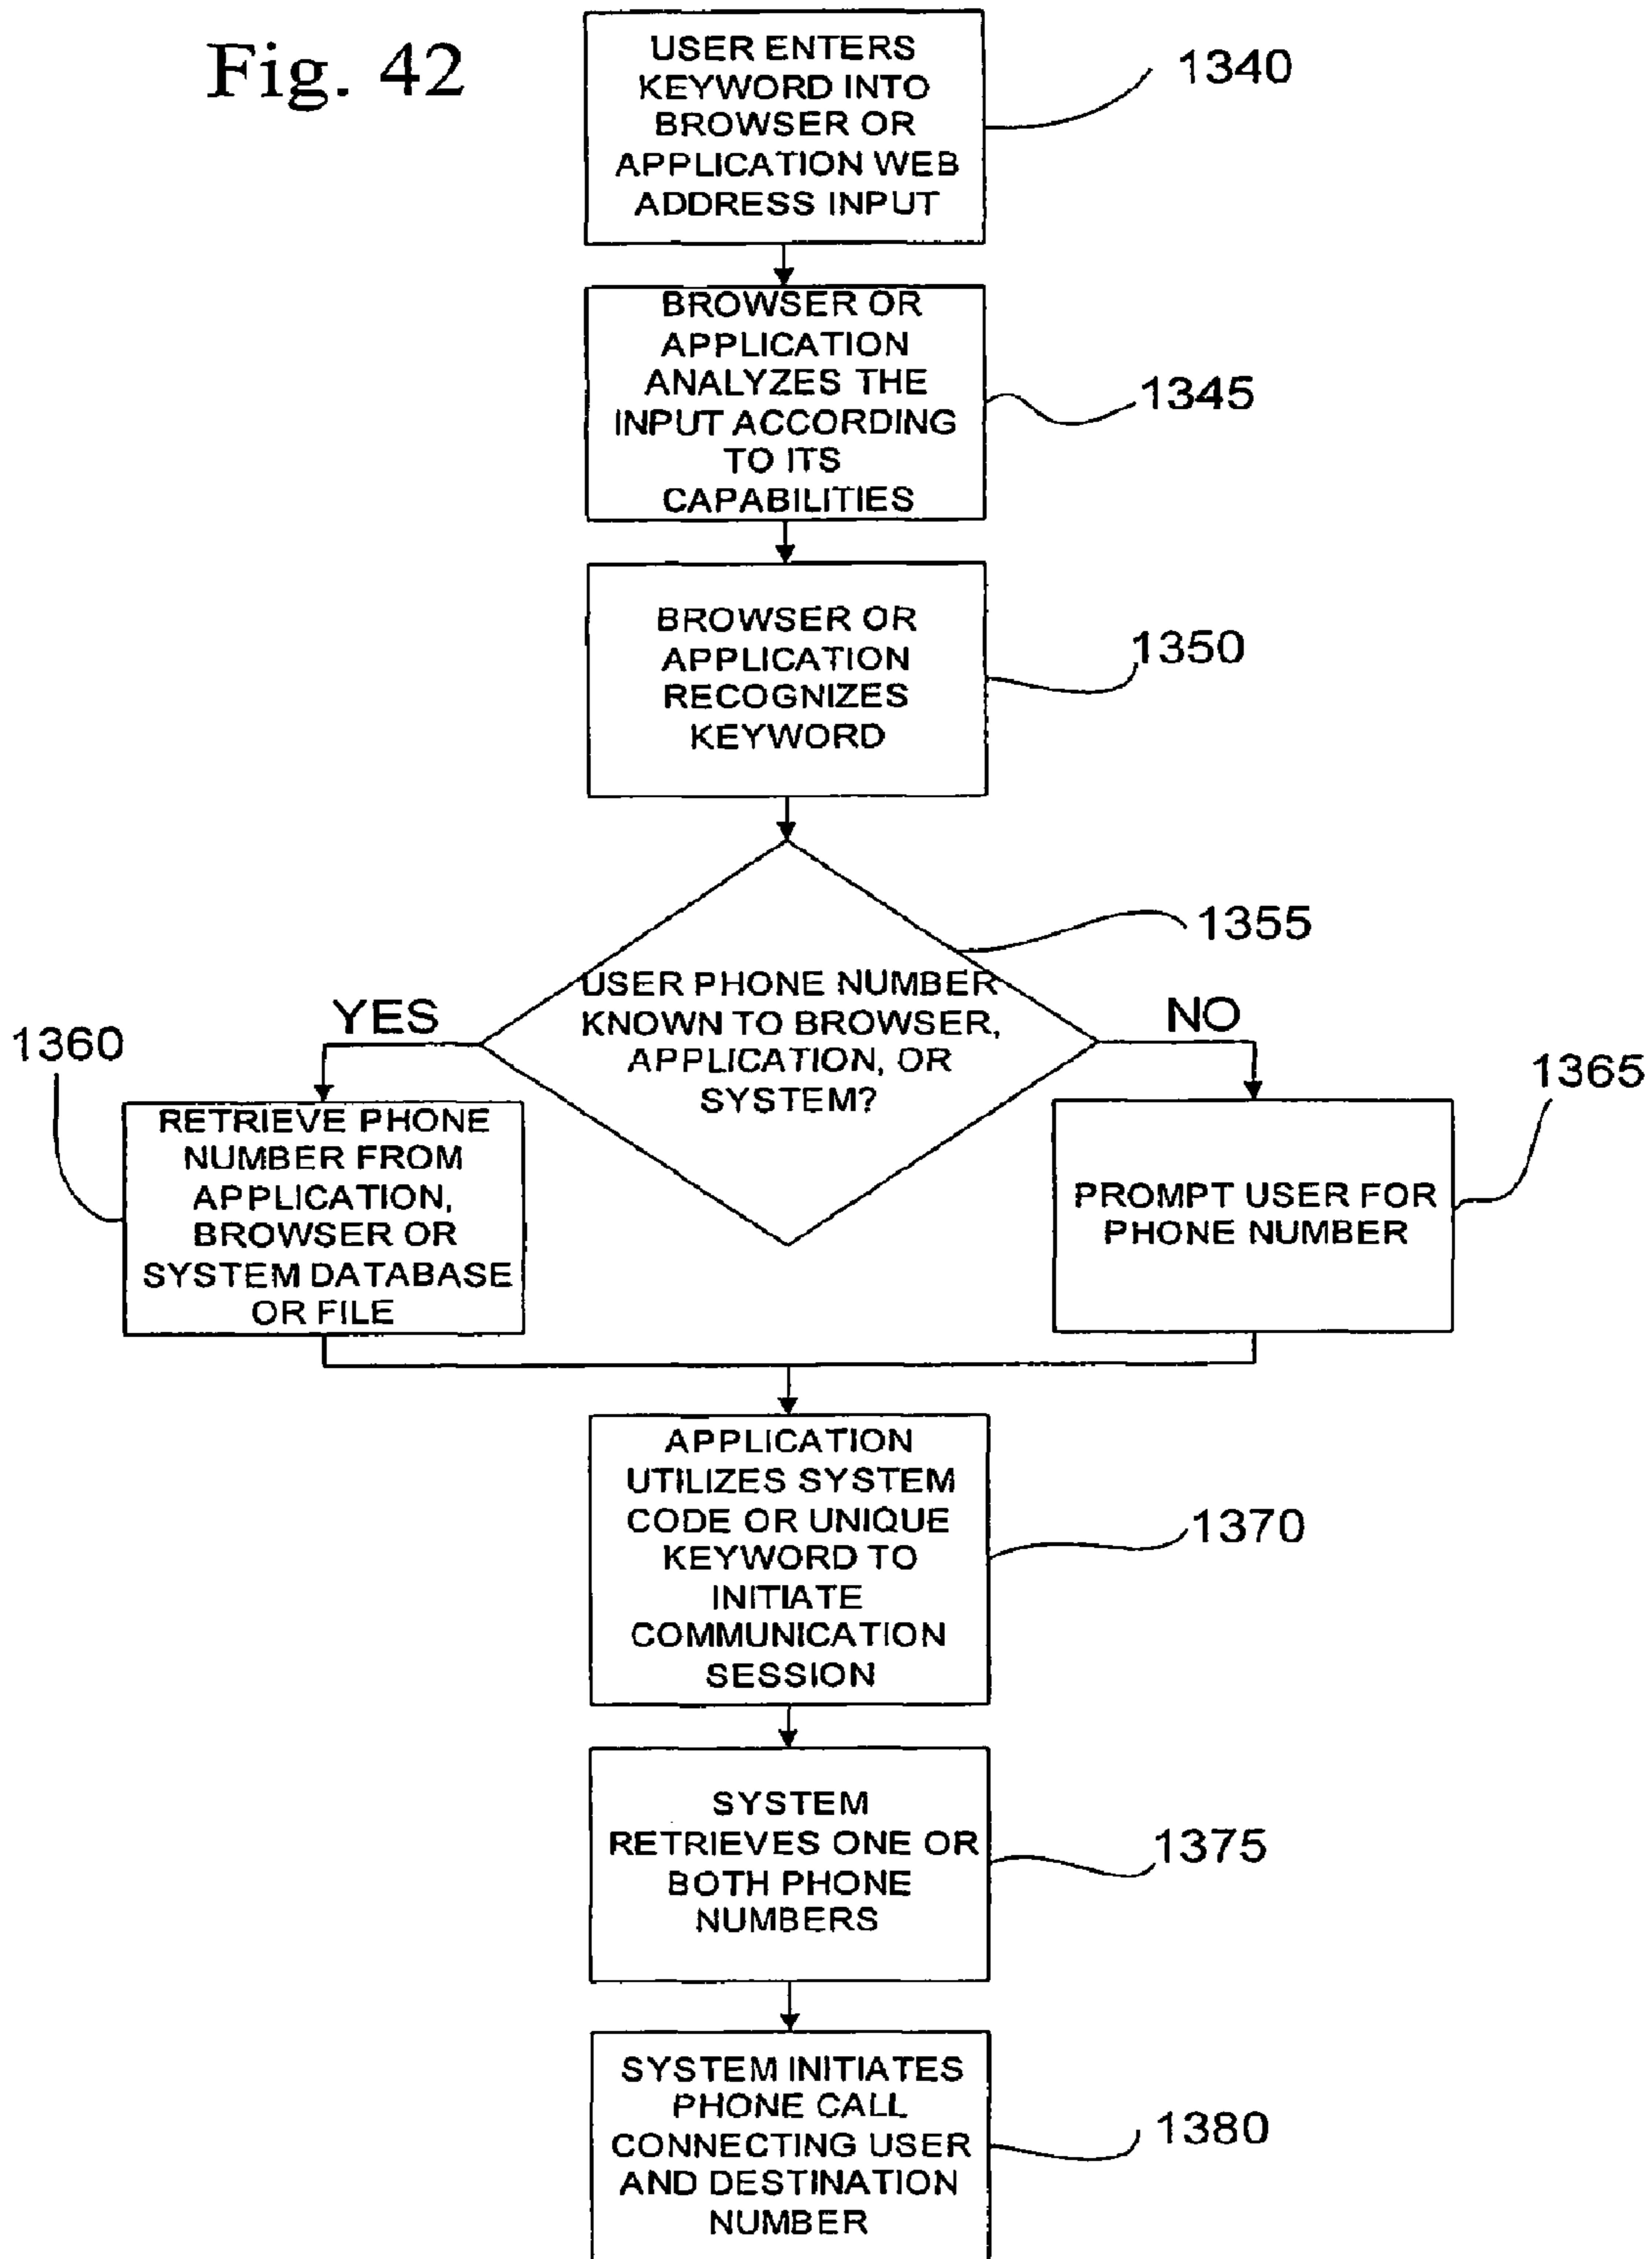 Fig. 42
USER ENTERS
KEYWORD INTO
BROWSER OR
APPLICATION WEB
ADDRESS INPUT
1340
BROWSER OR
APPLICATION
ANALYZES THE
INPUT ACCORDING
TO ITS
CAPABILITIES
1345
BROWSER OR
APPLICATION
RECOGNIZES
KEYWORD
1350
1355
USER PHONE NUMBER
KNOWN TO BROWSER,
APPLICATION, OR
SYSTEM?
YES
NO
1360
RETRIEVE PHONE
NUMBER FROM
APPLICATION,
BROWSER OR
SYSTEM DATABASE
OR FILE
1365
PROMPT USER FOR
PHONE NUMBER
APPLICATION
UTILIZES SYSTEM
CODE OR UNIQUE
KEYWORD TO
INITIATE
COMMUNICATION
SESSION
1370
SYSTEM
RETRIEVES ONE OR
BOTH PHONE
NUMBERS
1375
SYSTEM INITIATES
PHONE CALL
CONNECTING USER
AND DESTINATION
NUMBER
1380